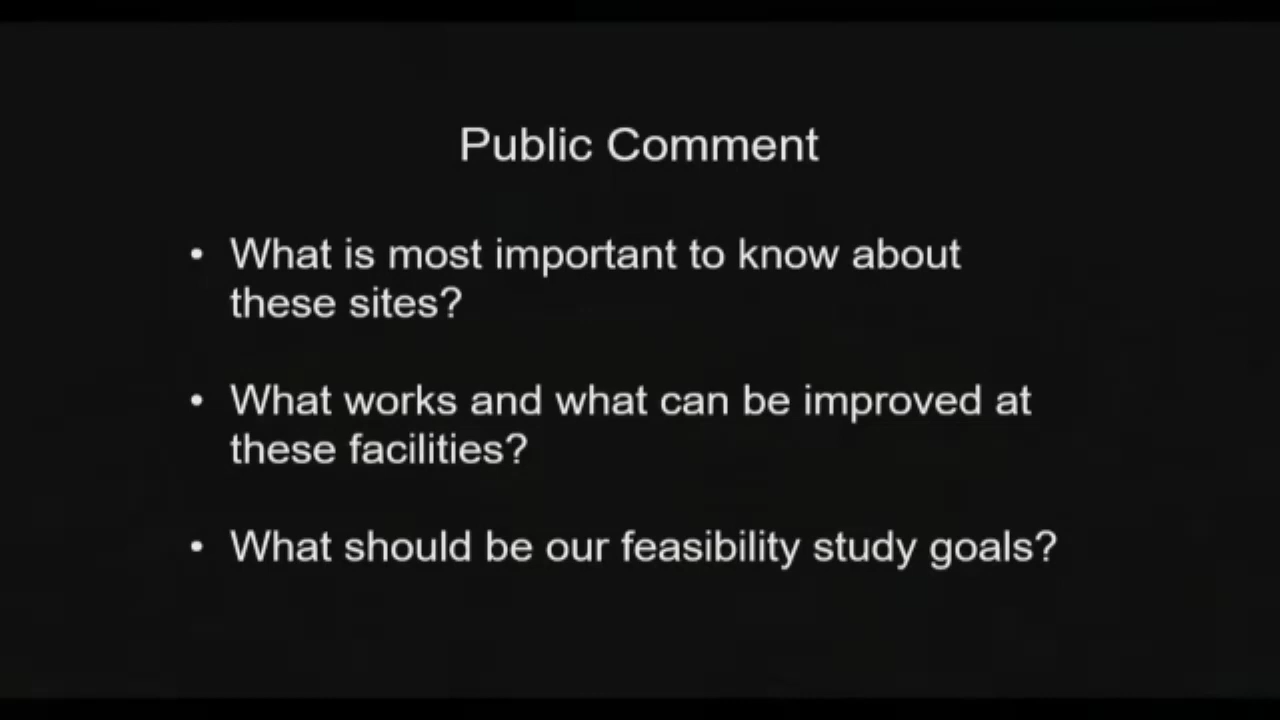 Public Comment
• What is most important to know about
these sites?
• What works and what can be improved at
these facilities?
• What should be our feasibility study goals?